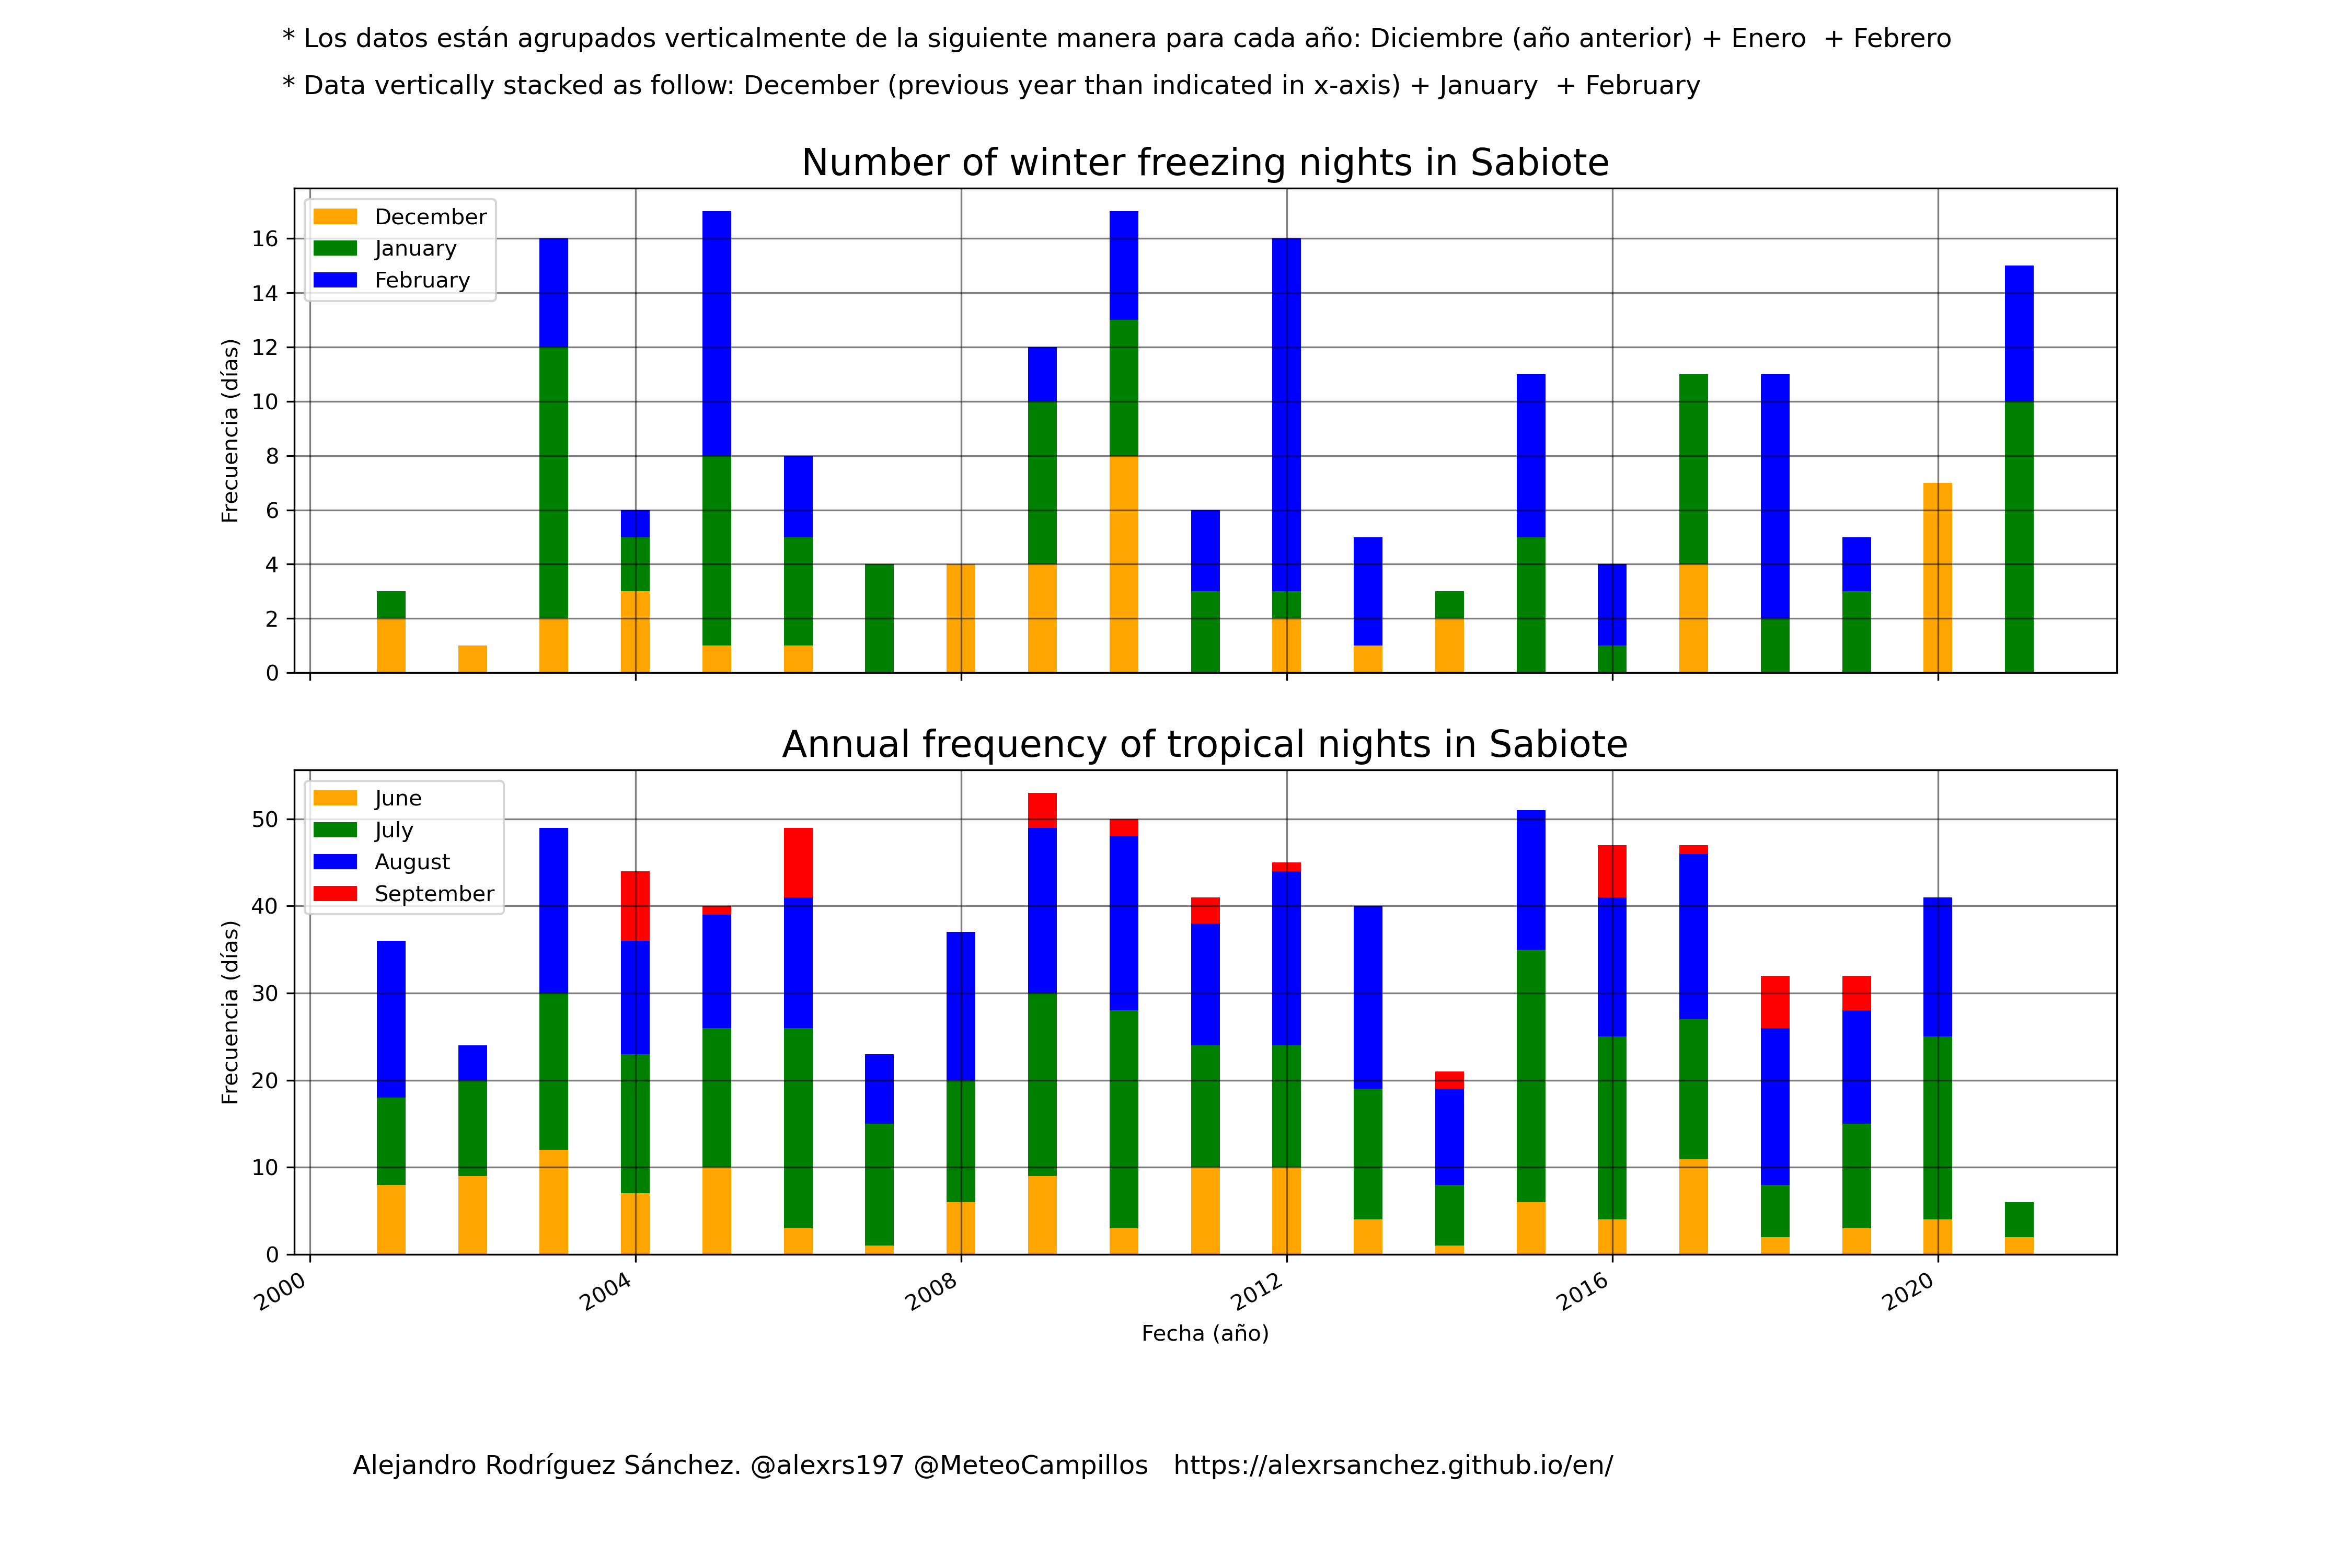 * Los datos están agrupados verticalmente de la siguiente manera para cada año: Diciembre (año anterior) + Enero  + Febrero
* Data vertically stacked as follow: December (previous year than indicated in x-axis) + January  + February
Number of winter freezing nights in Sabiote
December
January
February
Frecuencia (días)
16
14
12
10
8
6
4
2
0
Annual frequency of tropical nights in Sabiote
June
July
August
September
Frecuencia (días)
50
40
30
20
10
0
2000 2004 2008 2012 2016 2020
Fecha (año)
Alejandro Rodríguez Sánchez. @alexrs197 @MeteoCampillos   https://alexrsanchez.github.io/en/